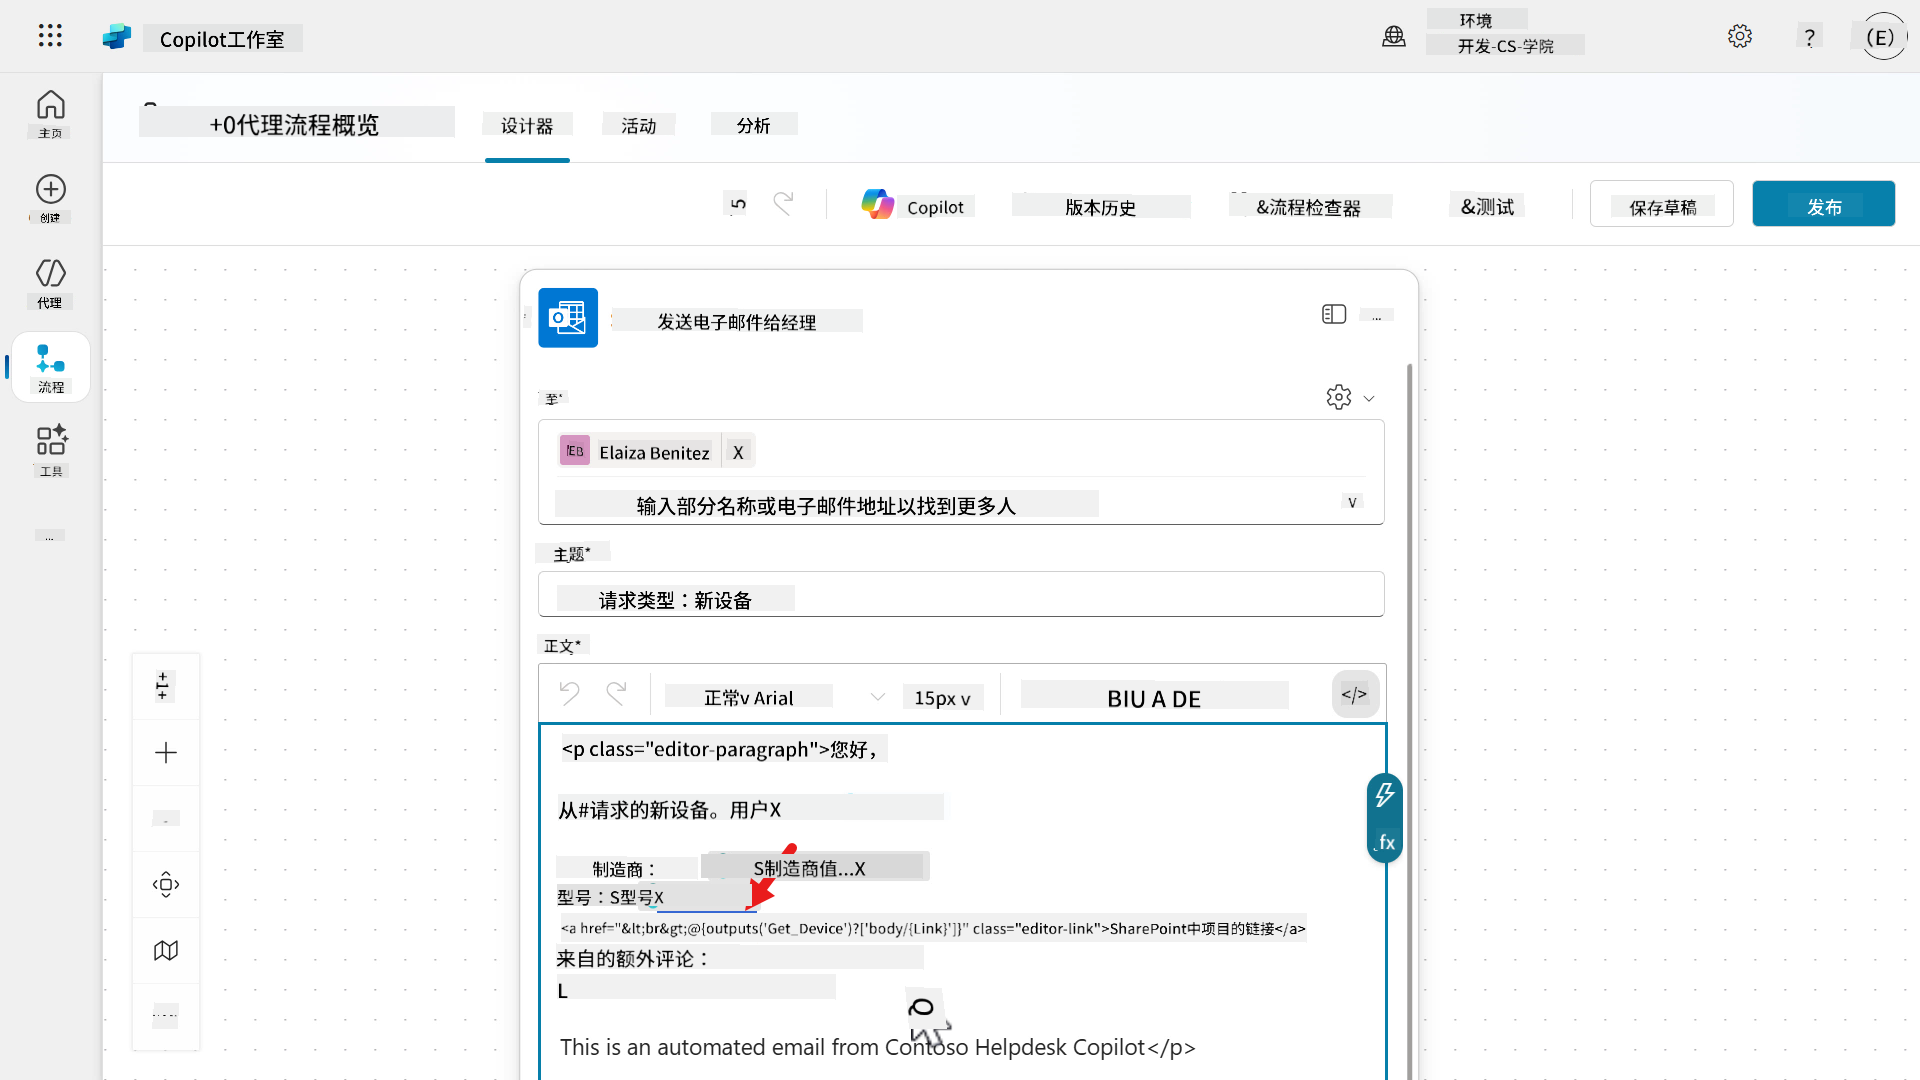 Copilot工作室
环境
开发-CS-学院
?
(E)
主页
创建
代理
流程
工具
...
+0代理流程概览
设计器
活动
分析
Copilot
版本历史
&流程检查器
&测试
保存草稿
发布
发送电子邮件给经理
...
至*
EB Elaiza Benitez X
输入部分名称或电子邮件地址以找到更多人
V
主题*
请求类型：新设备
正文*
正常v Arial
15px v
BIU A DE
</>
<p class="editor-paragraph">您好，
从#请求的新设备。用户X
制造商： S制造商值...X
型号：S型号X
<a href="&lt;br&gt;@{outputs('Get_Device')?['body/{Link}']}" class="editor-link">SharePoint中项目的链接</a>
来自的额外评论：
L
This is an automated email from Contoso Helpdesk Copilot</p>
fx